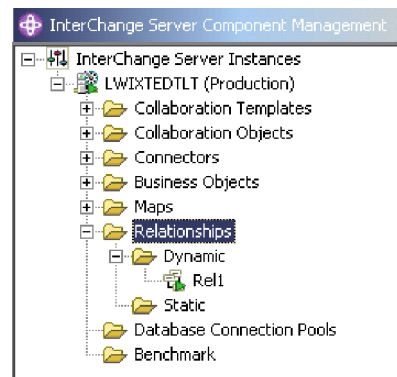 InterChange Server Component Management
InterChange Server Instances
LWIXTEDTLT (Production)
Collaboration Templates
Collaboration Objects
Connectors
Business Objects
Maps
Relationships
Dynamic
Rel1
Static
Database Connection Pools
Benchmark